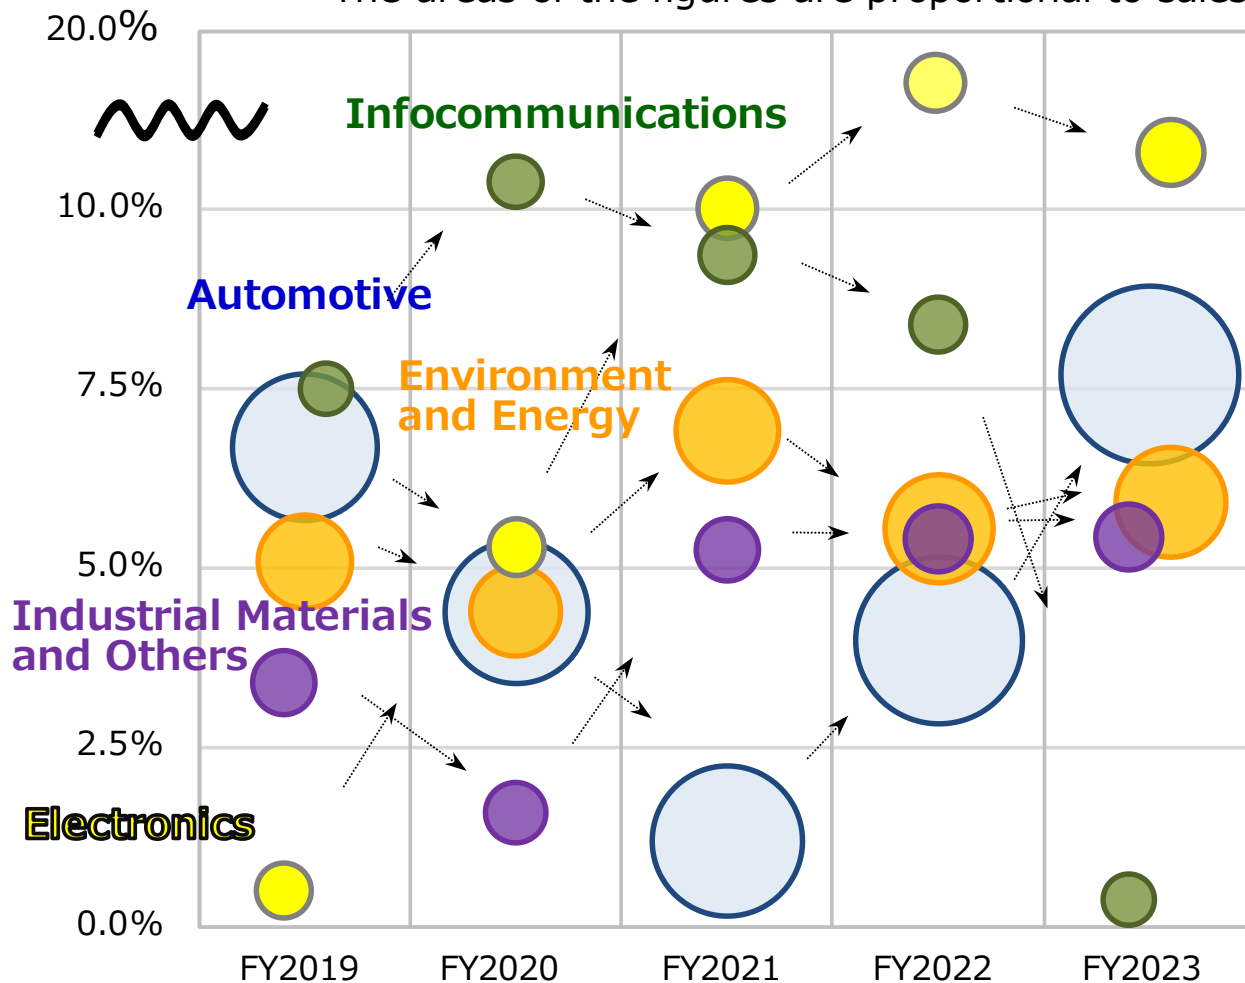 The areas of the figures are proportional to sales
20.0%
Infocommunications
10.0%
Automotive
7.5%
Environment
and Energy
5.0%
Industrial Materials
and Others
2.5%
Electronics
0.0%
FY2019
FY2020
FY2021
FY2022
FY2023